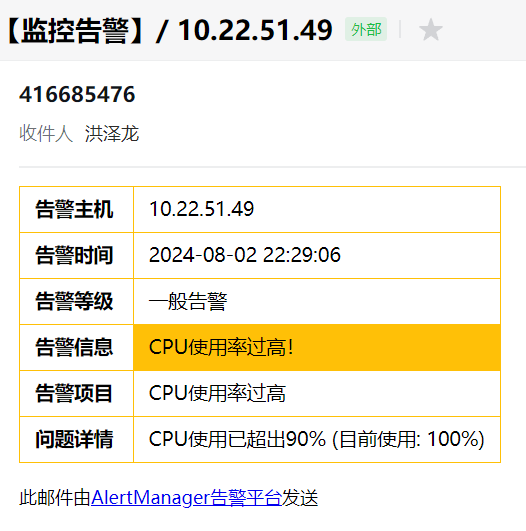 【监控告警】/ 10.22.51.49 外部
416685476
收件人 洪泽龙
告警主机 10.22.51.49
告警时间 2024-08-02 22:29:06
告警等级 一般告警
告警信息 CPU使用率过高!
告警项目 CPU使用率过高
问题详情 CPU使用已超出90% (目前使用: 100%)
此邮件由AlertManager告警平台发送